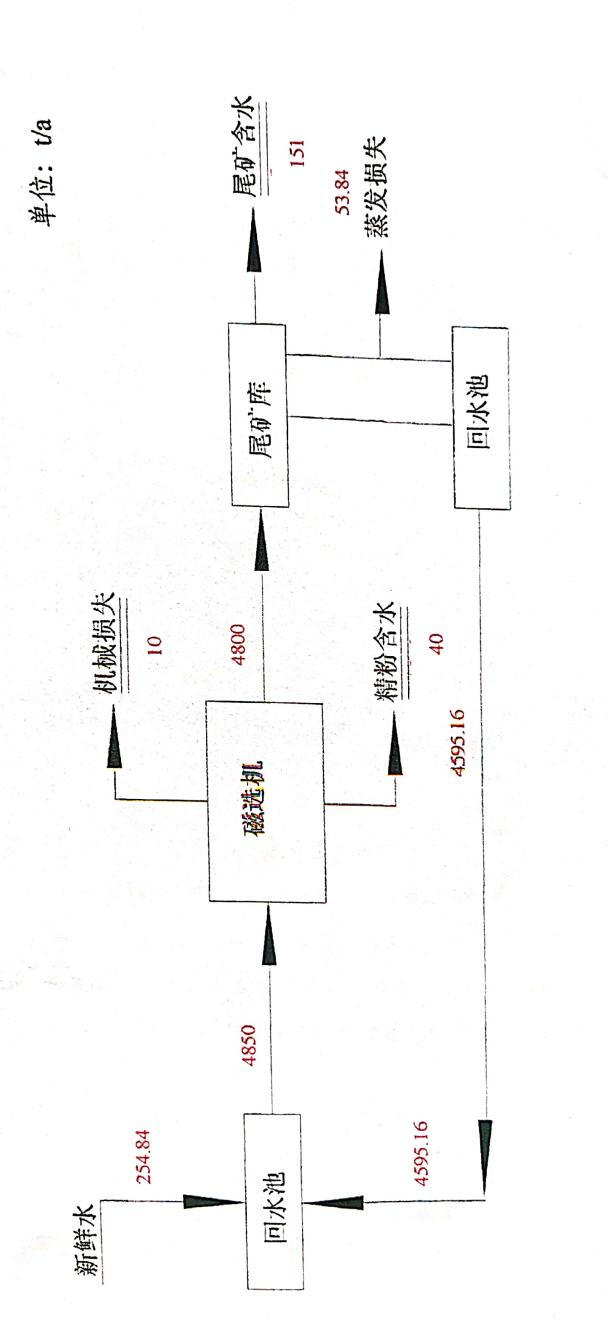 单位：t/a
新鲜水
254.84
回水池
4595.16
4850
磁选机
机械损失
10
精粉含水
40
4800
尾矿库
尾矿含水
151
53.84
蒸发损失
回水池
4595.16